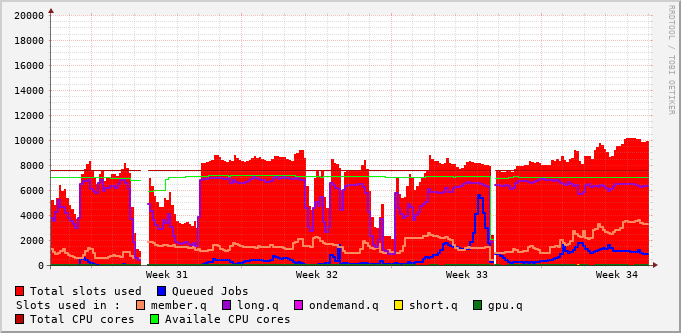 RRDTOOL / TOBI OETIKER
20000
18000
16000
14000
12000
10000
8000
6000
4000
2000
0
Week 31 Week 32 Week 33 Week 34
Total slots used Queued Jobs
Slots used in : member.q long.q ondemand.q short.q gpu.q
Total CPU cores Availale CPU cores